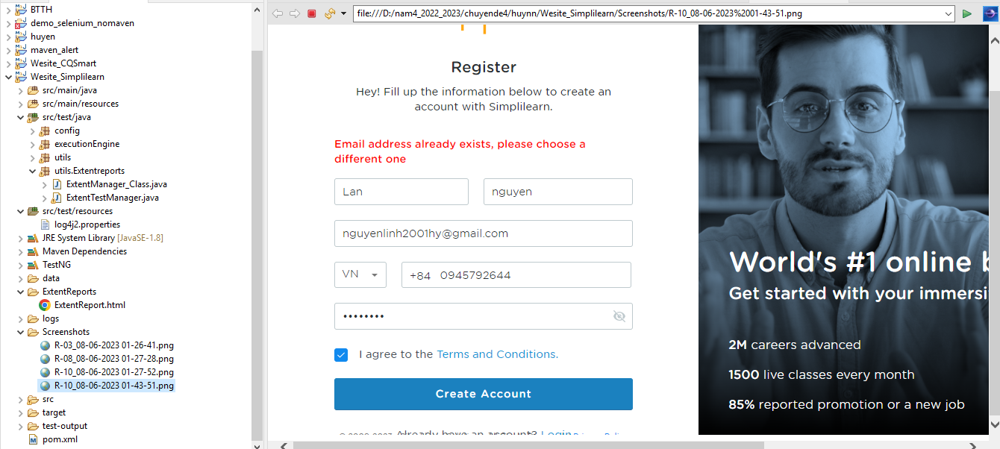 BTTH
demo_selenium_nomaven
huyen
maven_alert
Wesite_CQSmart
Wesite_Simplilearn
src/main/java
src/main/resources
src/test/java
config
executionEngine
utils
utils.Extentreports
ExtentManager_Class.java
ExtentTestManager.java
src/test/resources
log4j2.properties
JRE System Library [JavaSE-1.8]
Maven Dependencies
TestNG
data
ExtentReports
ExtentReport.html
logs
Screenshots
R-03_08-06-2023 01-26-41.png
R-08_08-06-2023 01-27-28.png
R-10_08-06-2023 01-27-52.png
R-10_08-06-2023 01-43-51.png
src
target
test-output
pom.xml
file:///D:/nam4_2022_2023/chuyende4/huynn/Wesite_Simplilearn/Screenshots/R-10_08-06-2023%2001-43-51.png
Register
Hey! Fill up the information below to create an
account with Simplilearn.
Email address already exists, please choose a
different one
Lan nguyen
nguyenlinh2001hy@gmail.com
VN +84 0945792644
I agree to the Terms and Conditions.
Create Account
Already have an account? Login
World's #1 online b
Get started with your immersi
2M careers advanced
1500 live classes every month
85% reported promotion or a new job